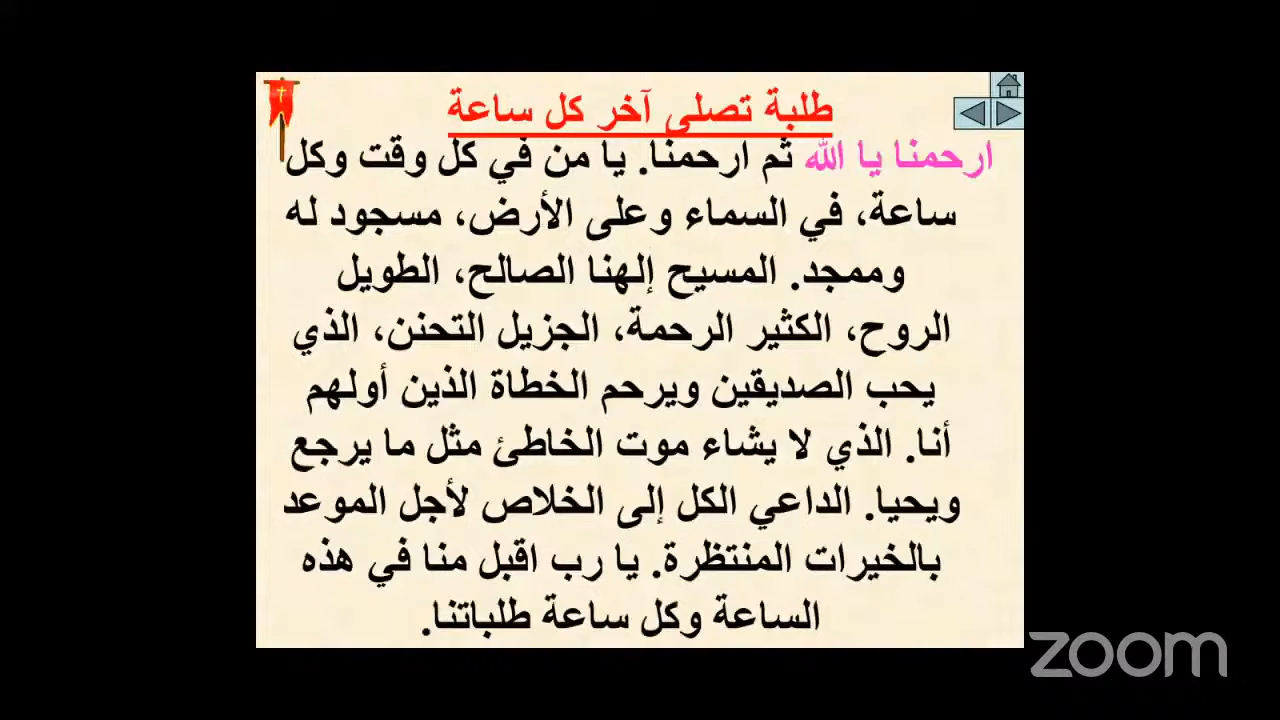 طلبة تصلى آخر كل ساعة
ارحمنا يا الله ثم ارحمنا. يا من في كل وقت وكل
ساعة، في السماء وعلى الأرض، مسجود له
وممجد. المسيح إلهنا الصالح، الطويل
الروح، الكثير الرحمة، الجزيل التحنن، الذي
يحب الصديقين ويرحم الخطاة الذين أولهم
أنا. الذي لا يشاء موت الخاطئ مثل ما يرجع
ويحيا. الداعي الكل إلى الخلاص لأجل الموعد
بالخيرات المنتظرة. يا رب اقبل منا في هذه
الساعة وكل ساعة طلباتنا.
zoom